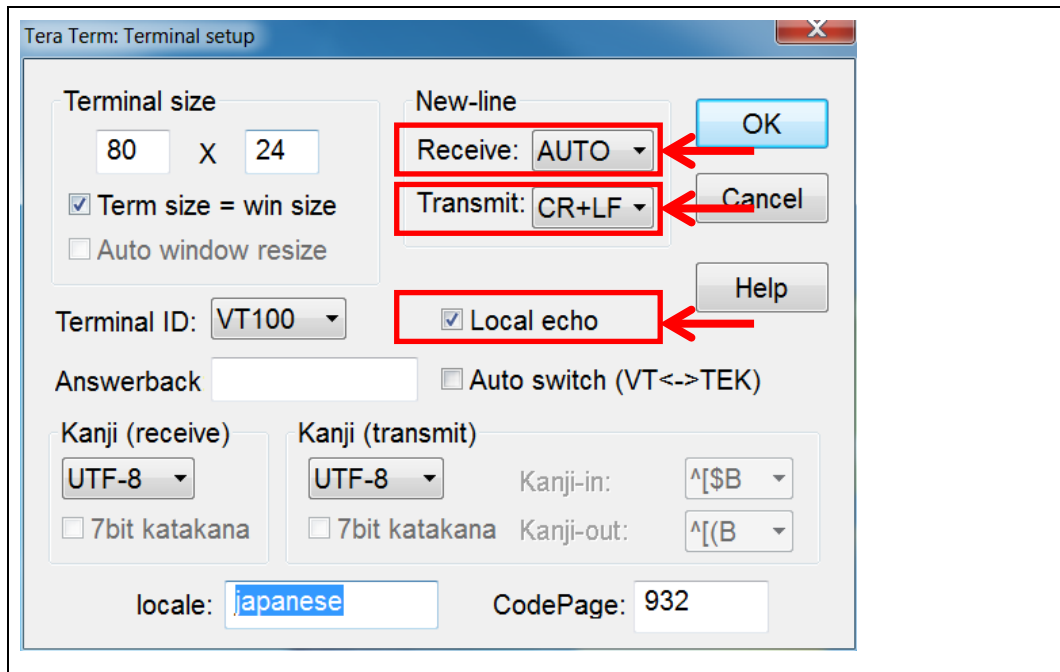 Tera Term: Terminal setup
X
Terminal size
80 X 24
Term size = win size
Auto window resize
New-line
Receive: AUTO
Transmit: CR+LF
OK
Cancel
Help
Terminal ID: VT100
Local echo
Answerback
Auto switch (VT<->TEK)
Kanji (receive)
UTF-8
7bit katakana
Kanji (transmit)
UTF-8
7bit katakana
Kanji-in: ^[$B
Kanji-out: ^[(B
locale: japanese
CodePage: 932